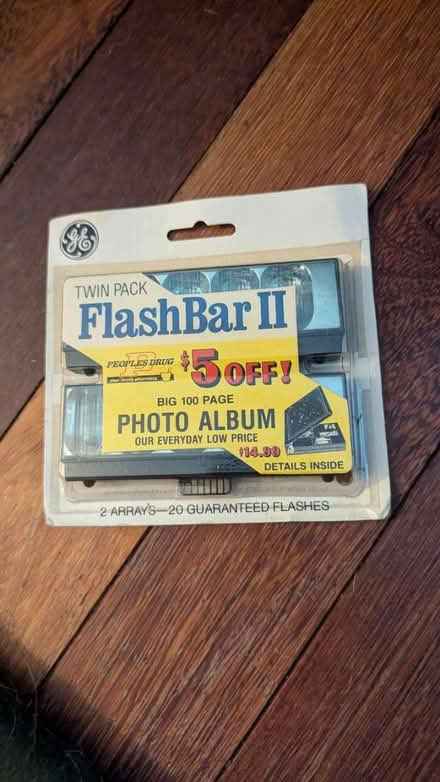 GE
TWIN PACK
FlashBar II
PEOPLES DRUG
$5 OFF!
BIG 100 PAGE
PHOTO ALBUM
OUR EVERYDAY LOW PRICE
$14.99
DETAILS INSIDE
2 ARRAYS—20 GUARANTEED FLASHES